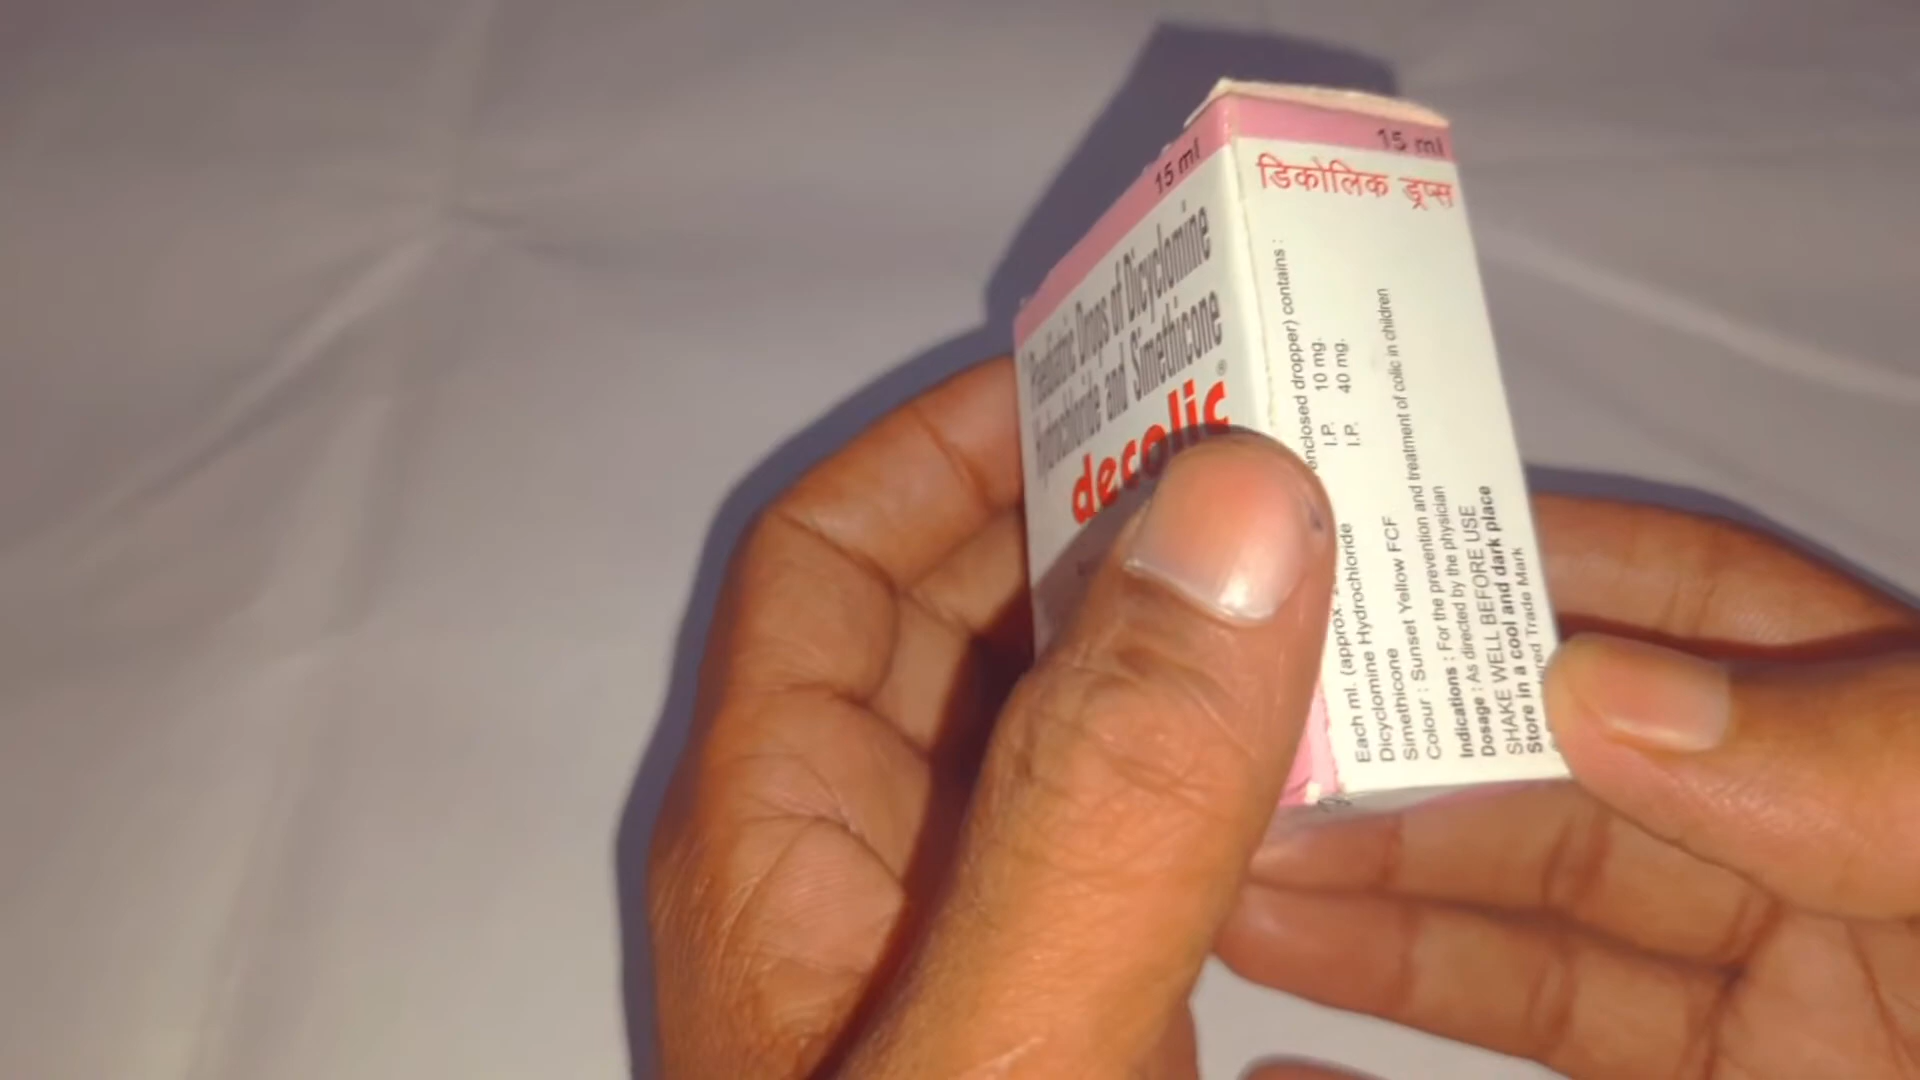 15 ml
Paediatric Drops of Dicyclomine
Hydrochloride and Simethicone
decolic®
15 ml
डिकोलिक ड्रप्स
Each ml. (approx. enclosed dropper) contains :
Dicyclomine Hydrochloride I.P. 10 mg.
Simethicone I.P. 40 mg.
Colour : Sunset Yellow FCF
Indications : For the prevention and treatment of colic in children
Dosage : As directed by the physician
SHAKE WELL BEFORE USE
Store in a cool and dark place
Trade Mark